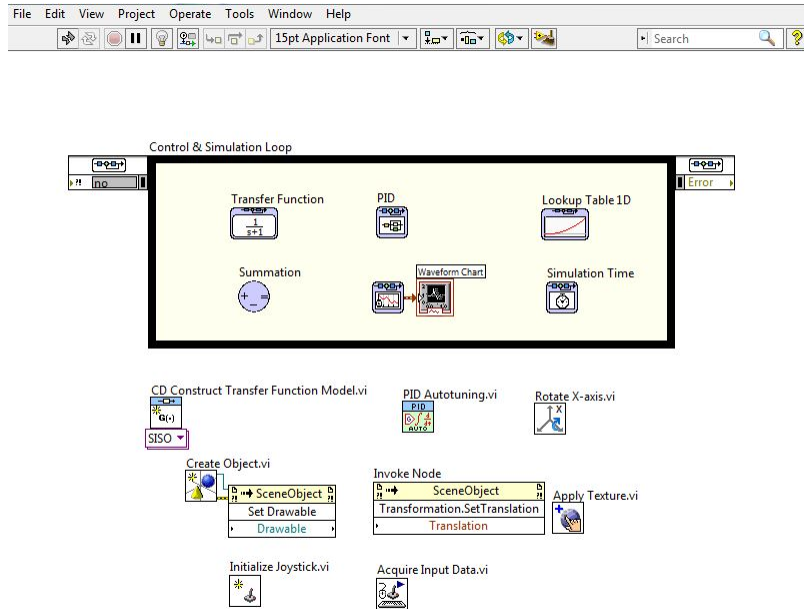 File Edit View Project Operate Tools Window Help
15pt Application Font
Search
Control & Simulation Loop
no
Error
Transfer Function
PID
Lookup Table 1D
1
s+1
Summation
Waveform Chart
Simulation Time
CD Construct Transfer Function Model.vi
G(·)
SISO
PID Autotuning.vi
PID
AUTO
Rotate X-axis.vi
X
Create Object.vi
SceneObject
Set Drawable
Drawable
Invoke Node
SceneObject
Transformation.SetTranslation
Translation
Apply Texture.vi
Initialize Joystick.vi
Acquire Input Data.vi